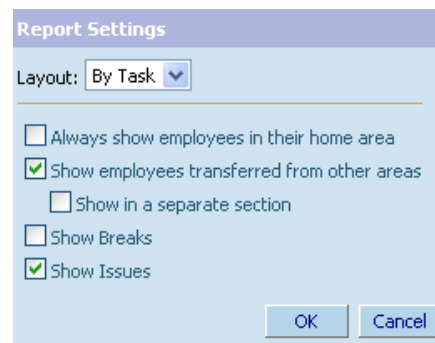 Report Settings
Layout: By Task
Always show employees in their home area
Show employees transferred from other areas
Show in a separate section
Show Breaks
Show Issues
OK Cancel